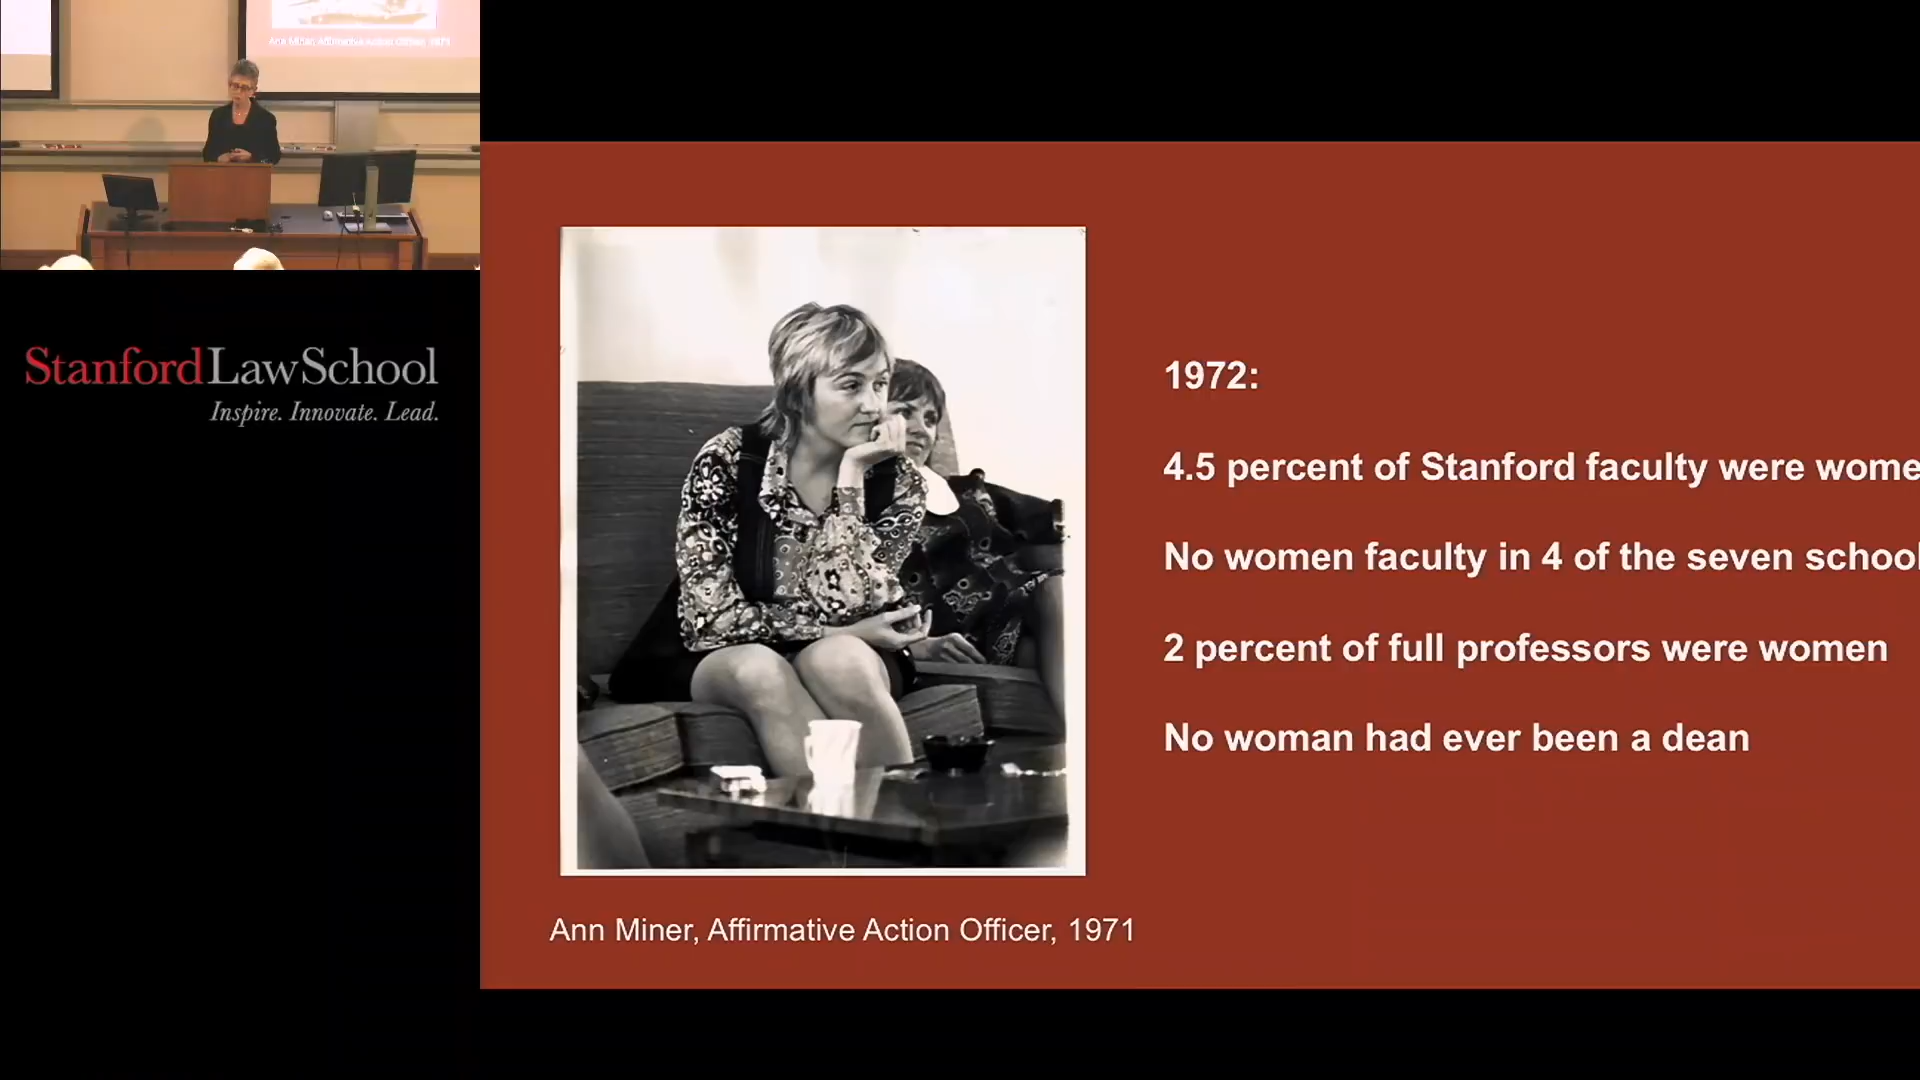 Ann Miner, Affirmative Action Officer, 1971
Stanford Law School
Inspire. Innovate. Lead.
1972:
4.5 percent of Stanford faculty were wome
No women faculty in 4 of the seven school
2 percent of full professors were women
No woman had ever been a dean
Ann Miner, Affirmative Action Officer, 1971